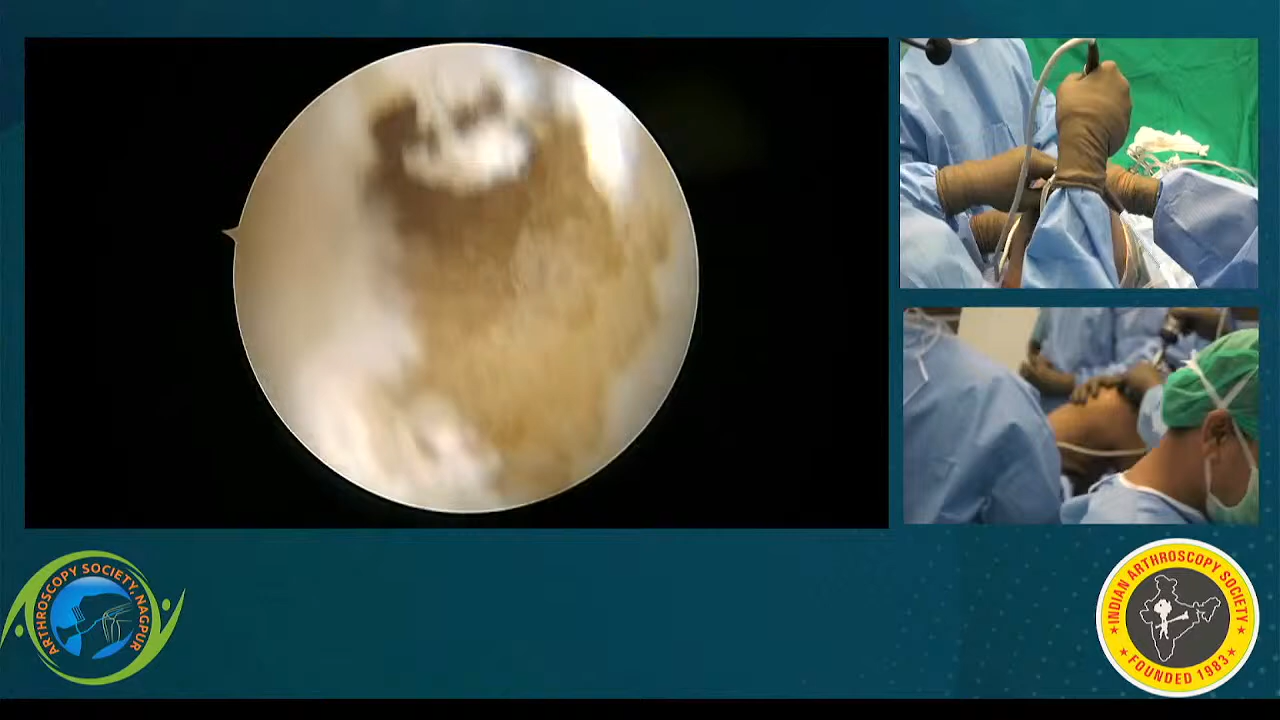 ARTHROSCOPY SOCIETY, NAGPUR
INDIAN ARTHROSCOPY SOCIETY
★ FOUNDED 1983 ★